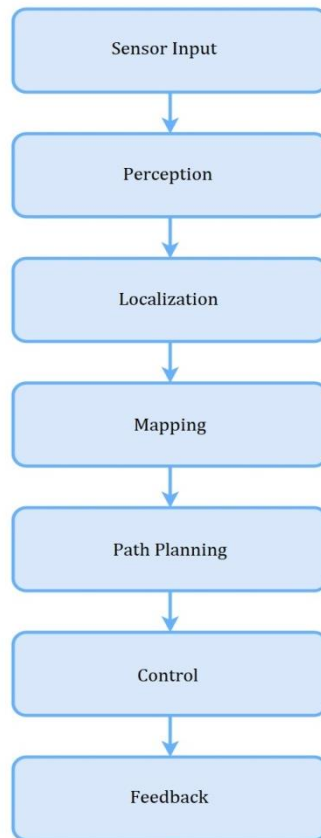 Sensor Input
Perception
Localization
Mapping
Path Planning
Control
Feedback